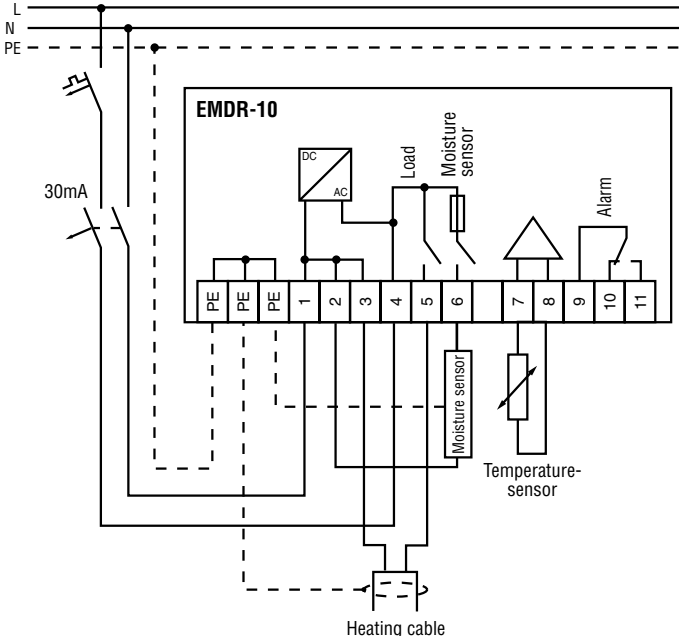 L
N
PE
EMDR-10
DC
AC
Load
Moisture
sensor
Alarm
30mA
PE
PE
PE
1
2
3
4
5
6
7
8
9
10
11
Moisture sensor
Temperature-
sensor
Heating cable